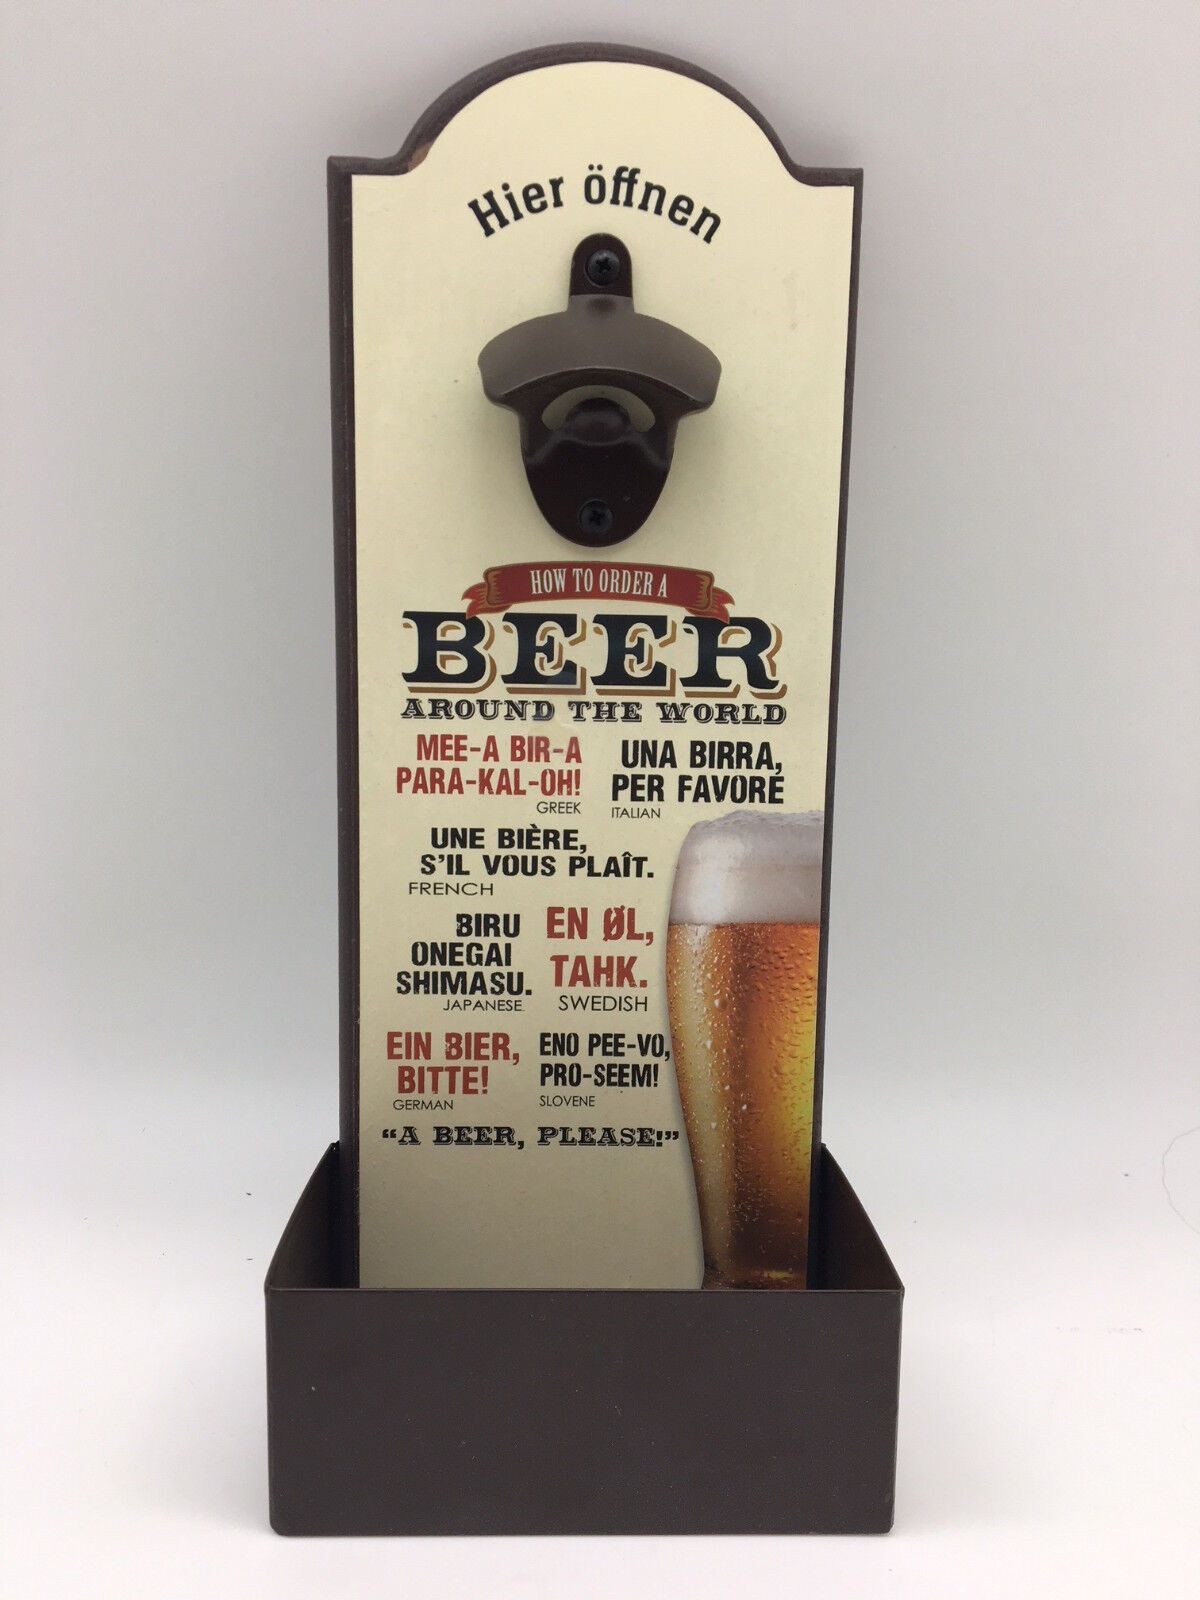 Hier öffnen
HOW TO ORDER A
BEER
AROUND THE WORLD
MEE-A BIR-A
PARA-KAL-OH!
GREEK
UNA BIRRA,
PER FAVORE
ITALIAN
UNE BIÈRE,
S'IL VOUS PLAÎT.
FRENCH
BIRU
ONEGAI
SHIMASU.
JAPANESE
EN ØL,
TAHK.
SWEDISH
EIN BIER,
BITTE!
GERMAN
ENO PEE-VO,
PRO-SEEM!
SLOVENE
“A BEER, PLEASE!”